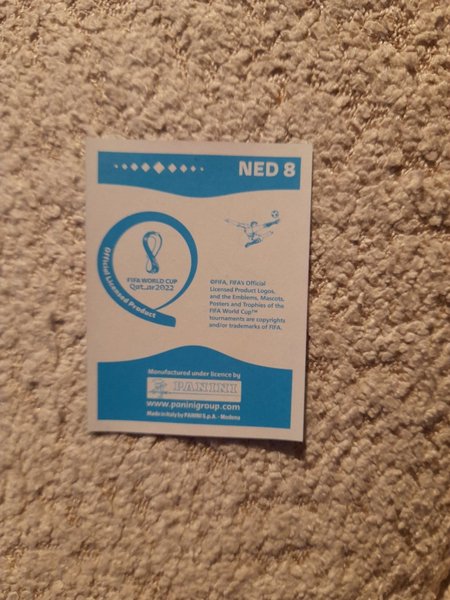 NED 8
FIFA WORLD CUP
Qatar2022
Official Licensed Product
©FIFA, FIFA's Official
Licensed Product Logos,
and the Emblems, Mascots,
Posters and Trophies of the
FIFA World Cup™
tournaments are copyrights
and/or trademarks of FIFA.
Manufactured under licence by
PANINI
www.paninigroup.com
Made in Italy by PANINI S.p.A. - Modena